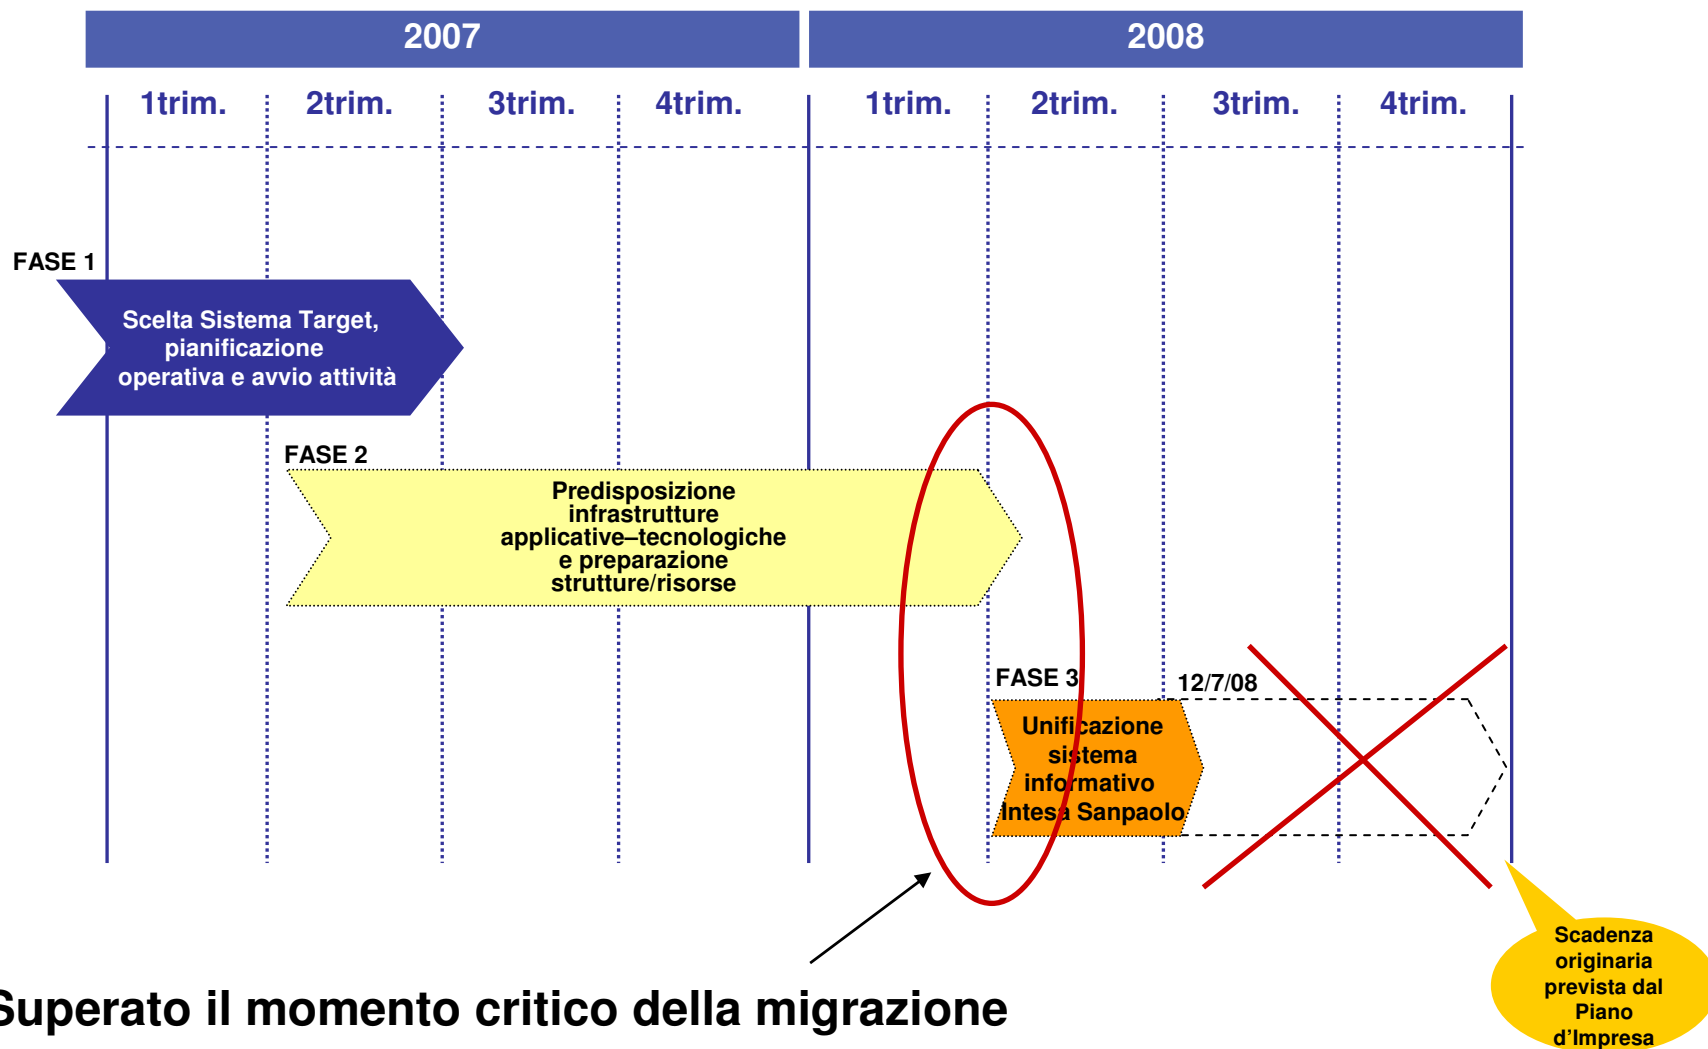 2007
2008
1trim.
2trim.
3trim.
4trim.
1trim.
2trim.
3trim.
4trim.
FASE 1
Scelta Sistema Target,
pianificazione
operativa e avvio attività
FASE 2
Predisposizione
infrastrutture
applicative–tecnologiche
e preparazione
strutture/risorse
FASE 3
12/7/08
Unificazione
sistema
informativo
Intesa Sanpaolo
Scadenza
originaria
prevista dal
Piano
d’Impresa
Superato il momento critico della migrazione